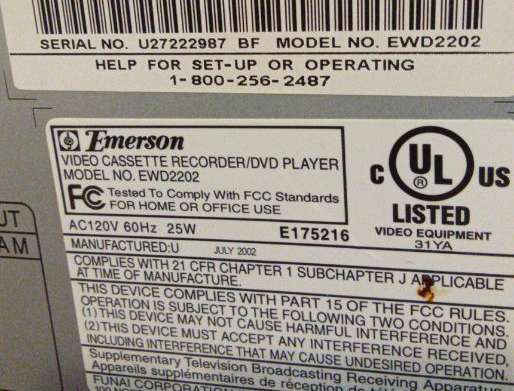 SERIAL NO. U27222987 BF MODEL NO. EWD2202
HELP FOR SET-UP OR OPERATING
1-800-256-2487
Emerson
VIDEO CASSETTE RECORDER/DVD PLAYER
MODEL NO. EWD2202
FC Tested To Comply With FCC Standards
FOR HOME OR OFFICE USE
C UL US
®
LISTED
VIDEO EQUIPMENT
31YA
AC120V 60Hz 25W E175216
MANUFACTURED:U JULY 2002
COMPLIES WITH 21 CFR CHAPTER 1 SUBCHAPTER J APPLICABLE
AT TIME OF MANUFACTURE.
THIS DEVICE COMPLIES WITH PART 15 OF THE FCC RULES.
OPERATION IS SUBJECT TO THE FOLLOWING TWO CONDITIONS.
(1)THIS DEVICE MAY NOT CAUSE HARMFUL INTERFERENCE AND
(2)THIS DEVICE MUST ACCEPT ANY INTERFERENCE RECEIVED,
INCLUDING INTERFERENCE THAT MAY CAUSE UNDESIRED OPERATION.
Supplementary Television Broadcasting Receiving Apparatus
Appareils supplémentaires de réception de
FUNAI CORPORATION
UT
AM